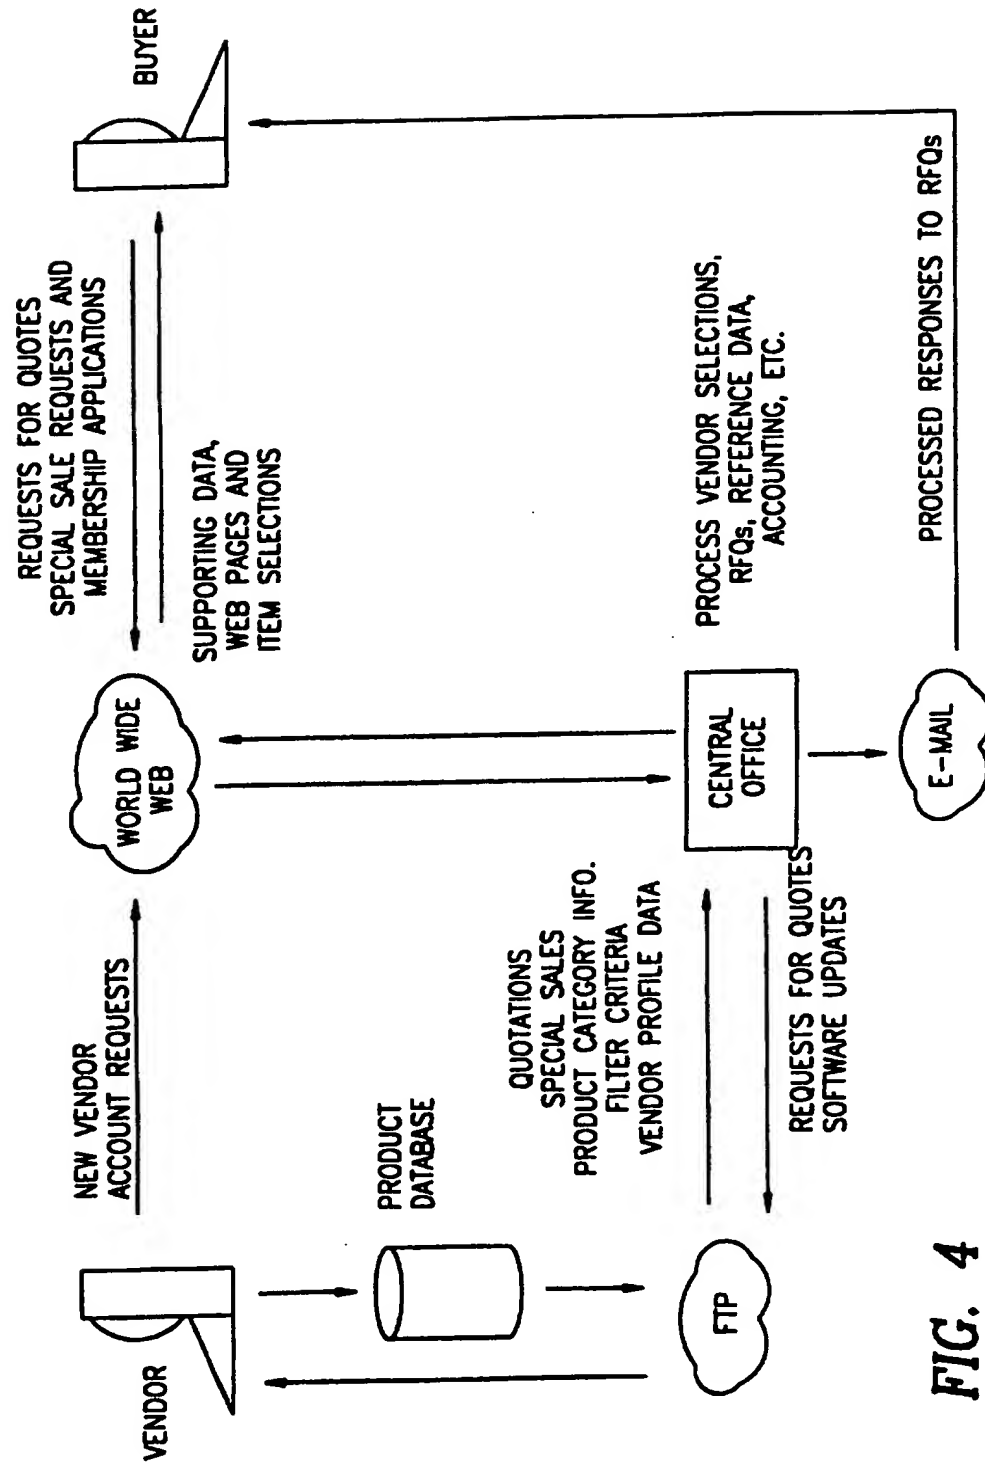 VENDOR
NEW VENDOR
ACCOUNT REQUESTS
WORLD WIDE
WEB
REQUESTS FOR QUOTES
SPECIAL SALE REQUESTS AND
MEMBERSHIP APPLICATIONS
BUYER
SUPPORTING DATA,
WEB PAGES AND
ITEM SELECTIONS
PRODUCT
DATABASE
QUOTATIONS
SPECIAL SALES
PRODUCT CATEGORY INFO.
FILTER CRITERIA
VENDOR PROFILE DATA
FTP
REQUESTS FOR QUOTES
SOFTWARE UPDATES
CENTRAL
OFFICE
PROCESS VENDOR SELECTIONS,
RFQs, REFERENCE DATA,
ACCOUNTING, ETC.
E-MAIL
PROCESSED RESPONSES TO RFQs
FIG. 4